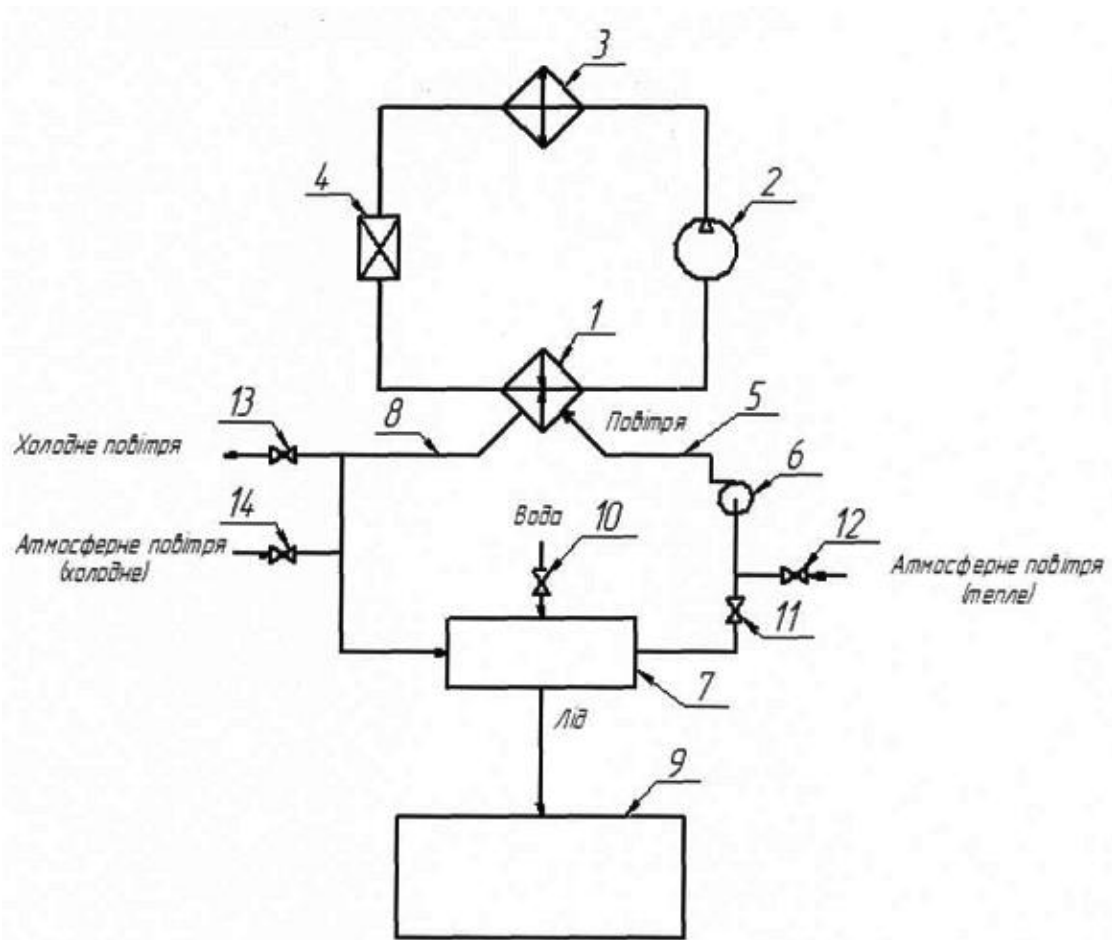 3
4
2
1
13
8
Повітря
5
Холодне повітря
6
14
Вода
10
12
Атмосферне повітря
(холодне)
Атмосферне повітря
(тепле)
11
7
Лід
9